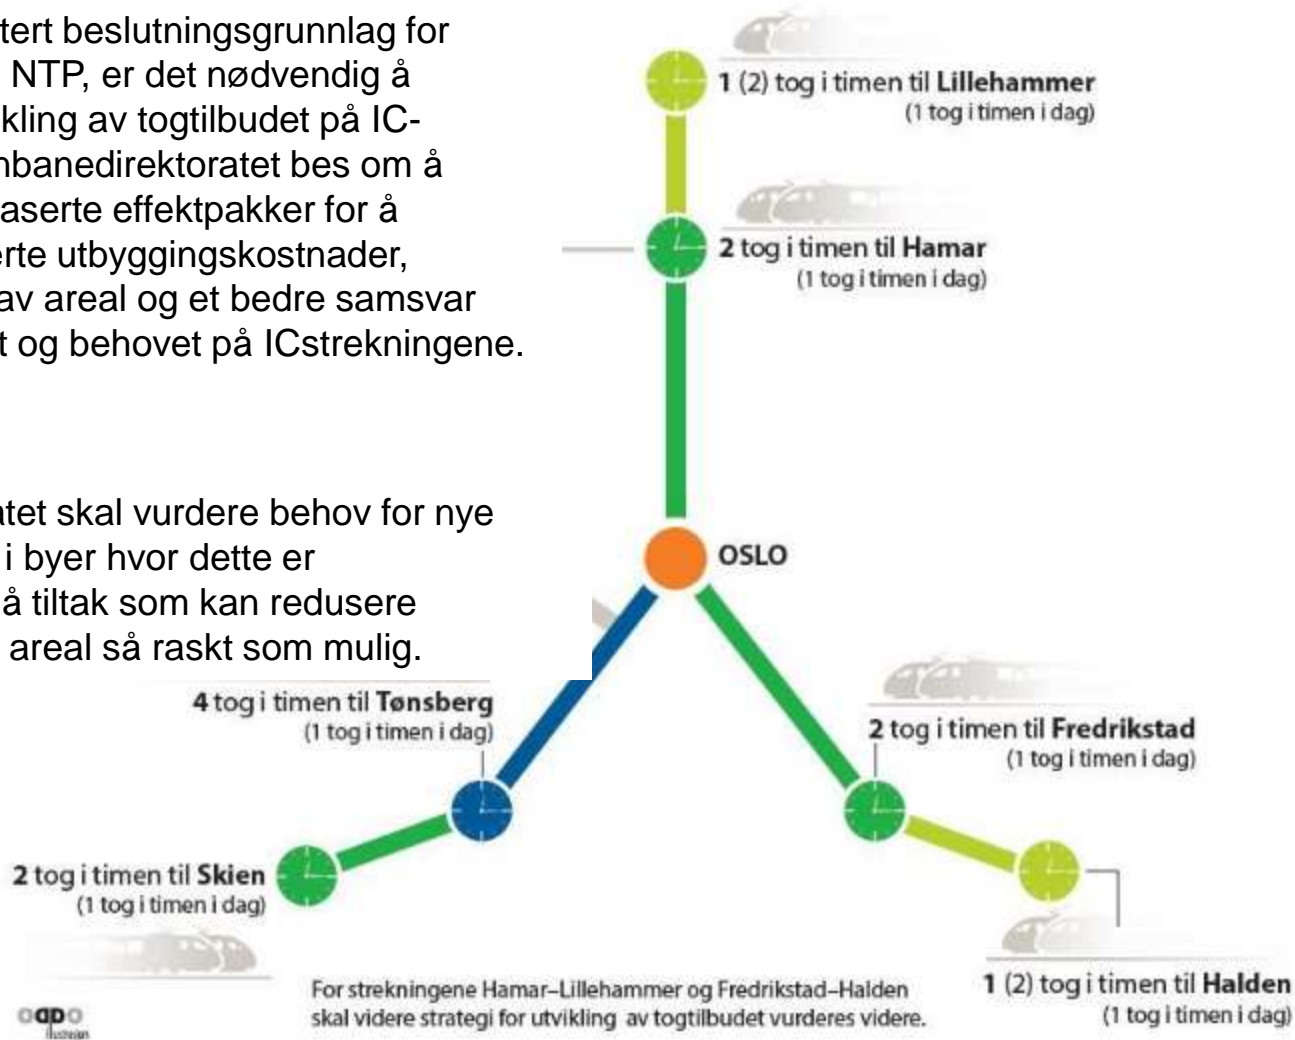 tert beslutningsgrunnlag for
NTP, er det nødvendig å
kling av togtilbudet på IC-
nbanedirektoratet bes om å
aserte effektpakker for å
erte utbyggingskostnader,
av areal og et bedre samsvar
t og behovet på ICstrekningene.
atet skal vurdere behov for nye
i byer hvor dette er
å tiltak som kan redusere
areal så raskt som mulig.
1 (2) tog i timen til Lillehammer
(1 tog i timen i dag)
2 tog i timen til Hamar
(1 tog i timen i dag)
OSLO
4 tog i timen til Tønsberg
(1 tog i timen i dag)
2 tog i timen til Fredrikstad
(1 tog i timen i dag)
2 tog i timen til Skien
(1 tog i timen i dag)
1 (2) tog i timen til Halden
(1 tog i timen i dag)
For strekningene Hamar–Lillehammer og Fredrikstad–Halden
skal videre strategi for utvikling av togtilbudet vurderes videre.